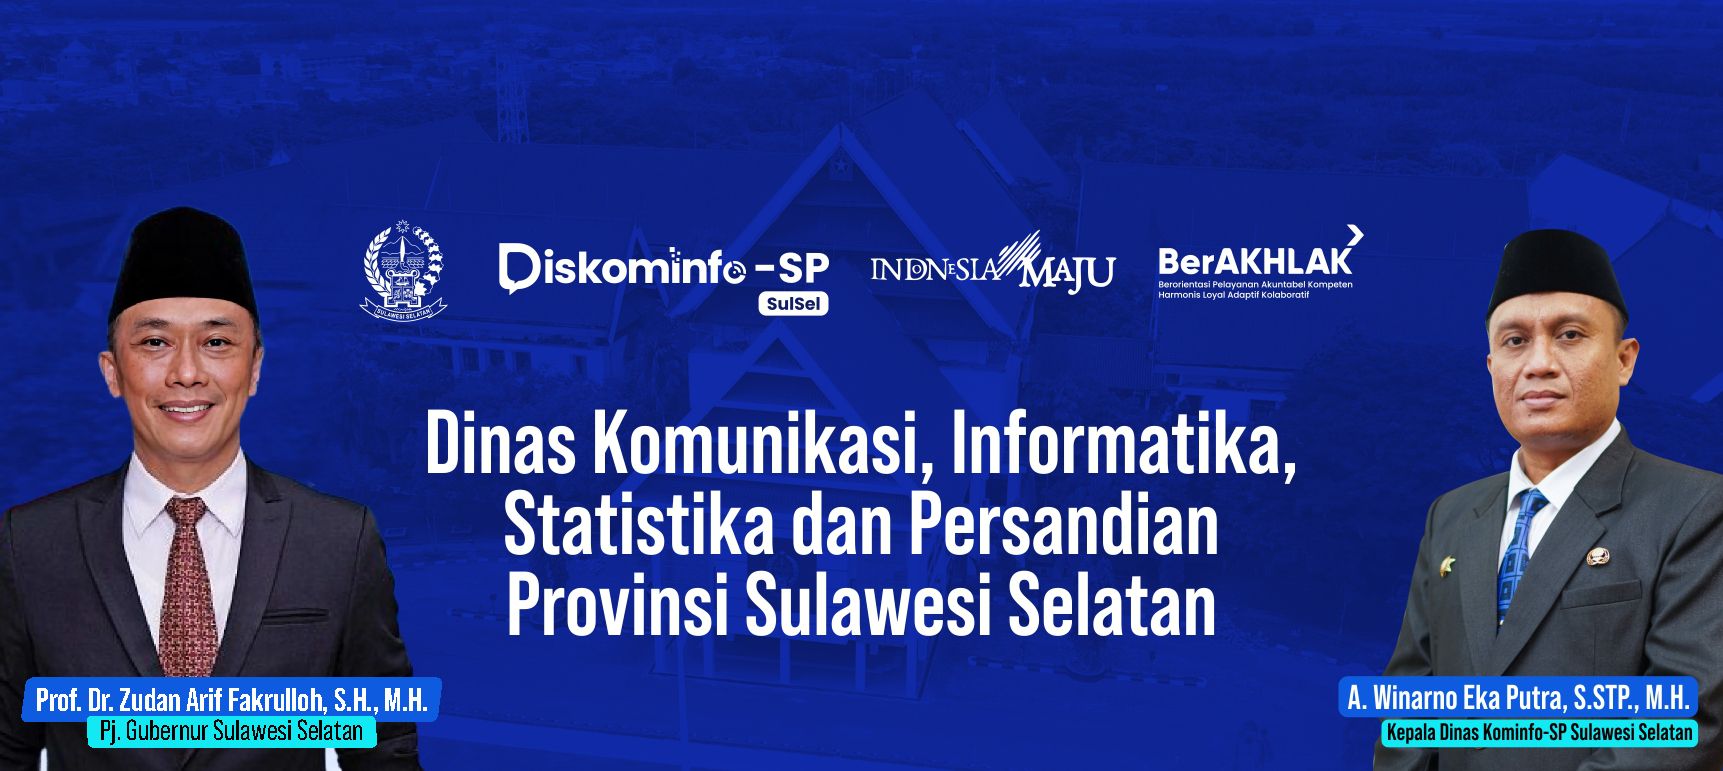 SULAWESI SELATAN
Diskominfo-SP
SulSel
INDONESIA MAJU
BerAKHLAK
Berorientasi Pelayanan Akuntabel Kompeten
Harmonis Loyal Adaptif Kolaboratif
Dinas Komunikasi, Informatika,
Statistika dan Persandian
Provinsi Sulawesi Selatan
Prof. Dr. Zudan Arif Fakrulloh, S.H., M.H.
Pj. Gubernur Sulawesi Selatan
A. Winarno Eka Putra, S.STP., M.H.
Kepala Dinas Kominfo-SP Sulawesi Selatan